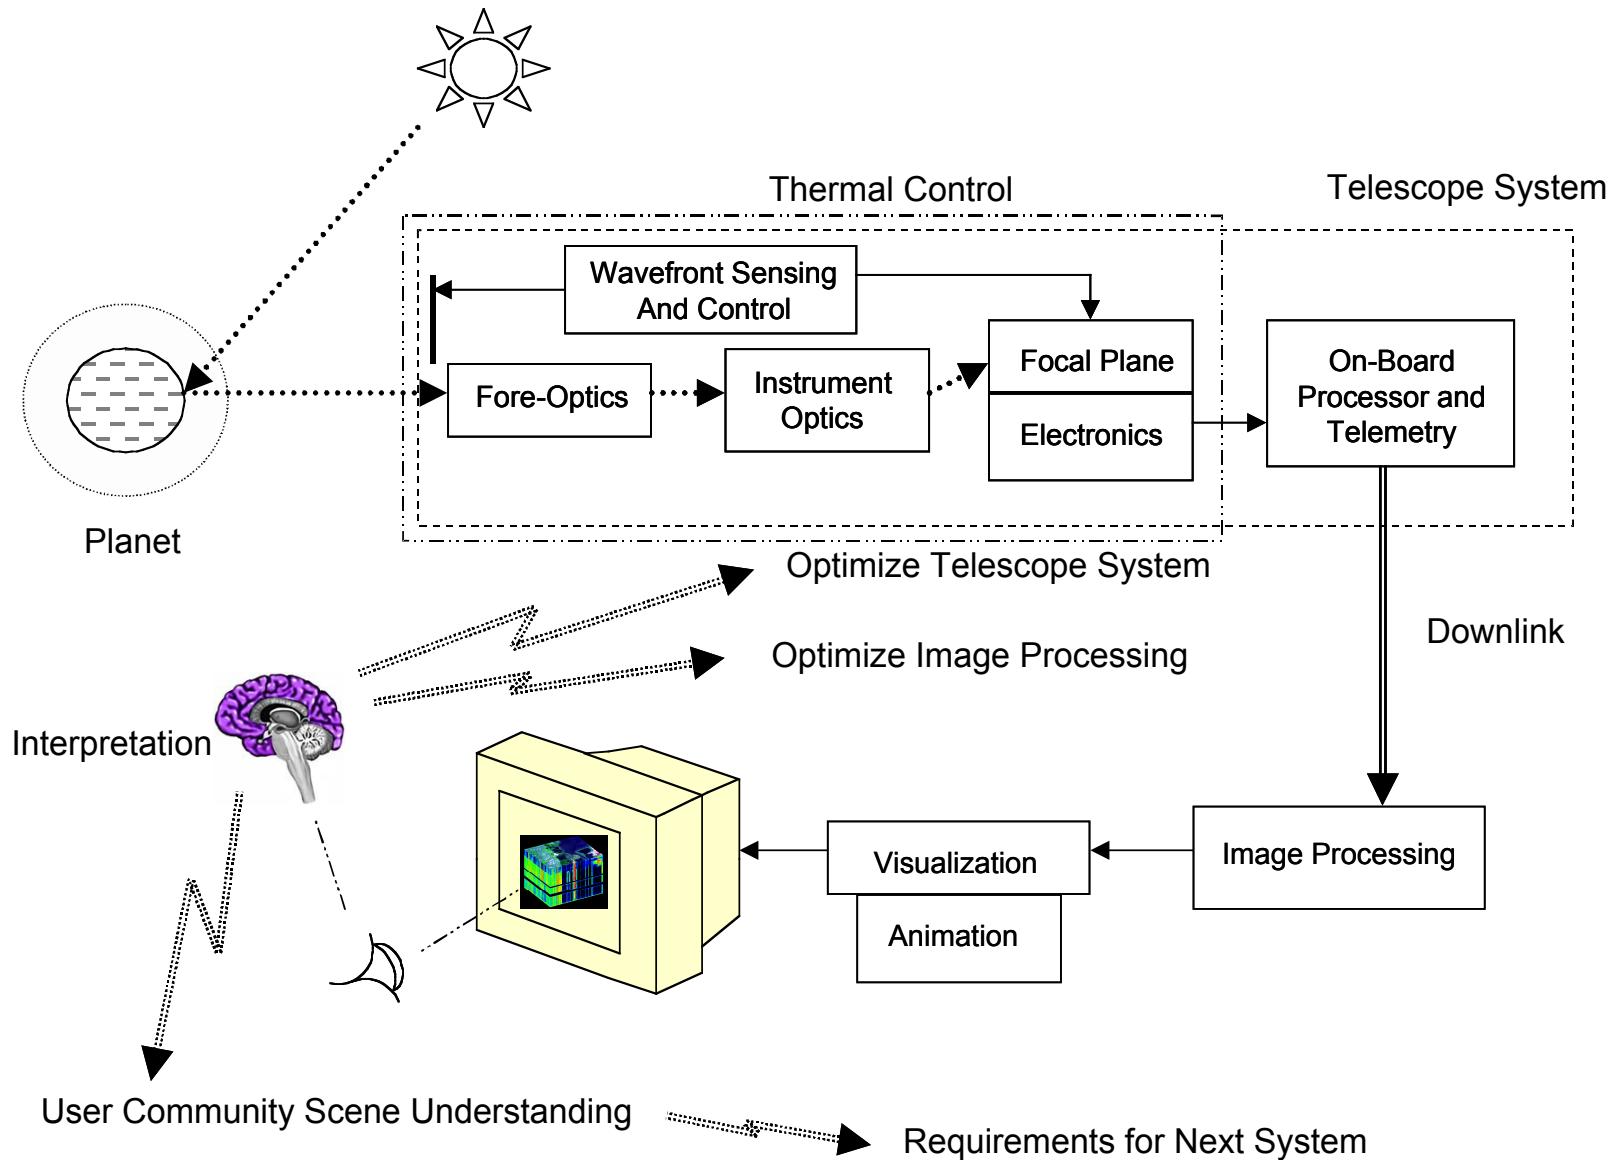 Thermal Control
Telescope System
Wavefront Sensing
And Control
Focal Plane
Electronics
Fore-Optics
Instrument
Optics
On-Board
Processor and
Telemetry
Planet
Optimize Telescope System
Downlink
Optimize Image Processing
Interpretation
Visualization
Animation
Image Processing
User Community Scene Understanding
Requirements for Next System